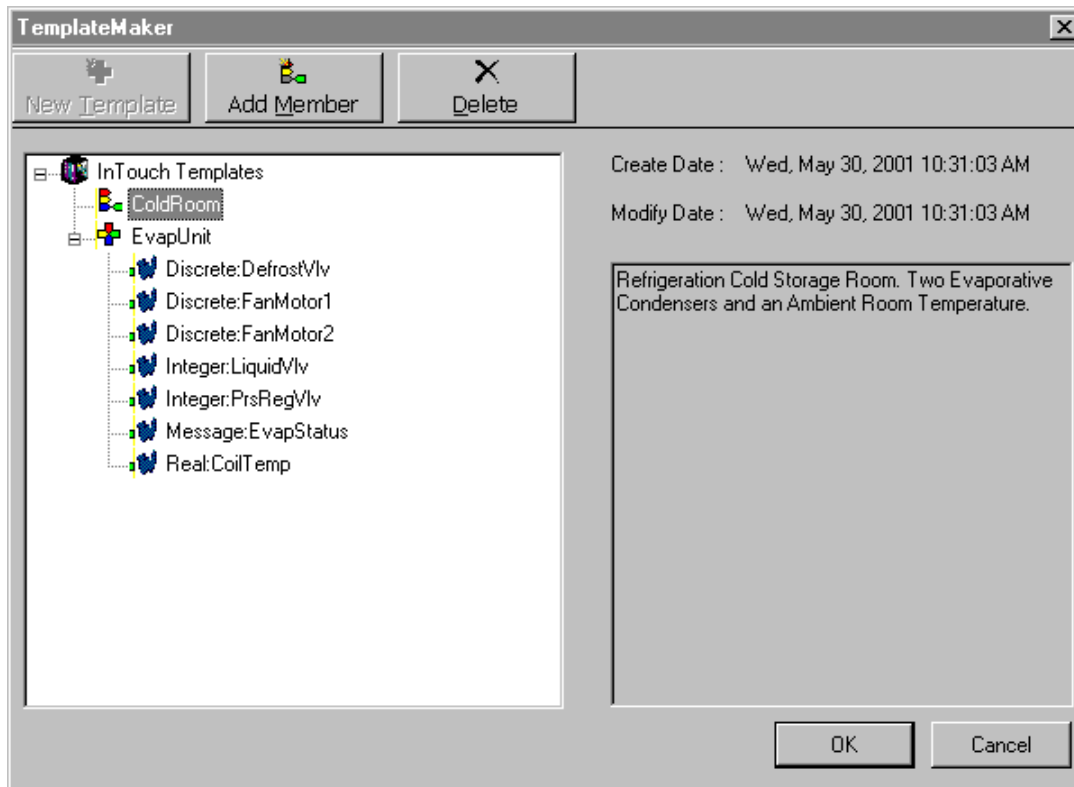 TemplateMaker
New Template
Add Member
Delete
InTouch Templates
ColdRoom
EvapUnit
Discrete:DefrostVlv
Discrete:FanMotor1
Discrete:FanMotor2
Integer:LiquidVlv
Integer:PrsRegVlv
Message:EvapStatus
Real:CoilTemp
Create Date : Wed, May 30, 2001 10:31:03 AM
Modify Date : Wed, May 30, 2001 10:31:03 AM
Refrigeration Cold Storage Room. Two Evaporative
Condensers and an Ambient Room Temperature.
OK
Cancel